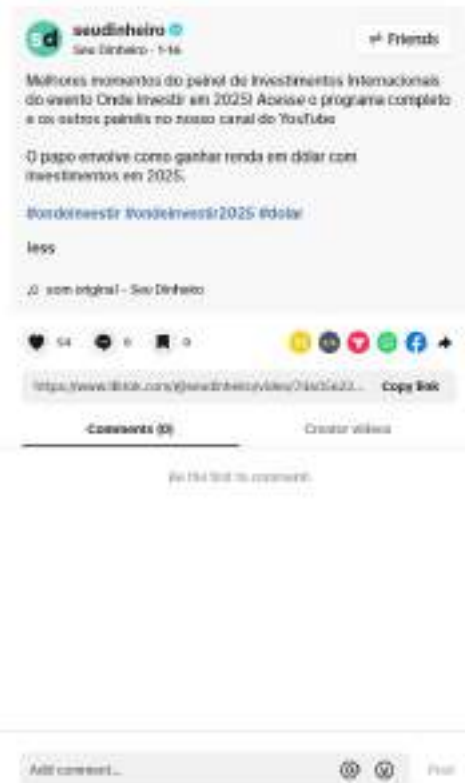 sd
seudinheiro
Seu Dinheiro · 1-16
Friends
Melhores momentos do painel de Investimentos Internacionais
do evento Onde Investir em 2025! Acesse o programa completo
e os outros painéis no nosso canal do YouTube
O papo envolve como ganhar renda em dólar com
investimentos em 2025.
#ondeinvestir #ondeinvestir2025 #dolar
less
som original - Seu Dinheiro
54 0
Copy link
Comments (0) Creator videos
Be the first to comment!
Add comment... Post